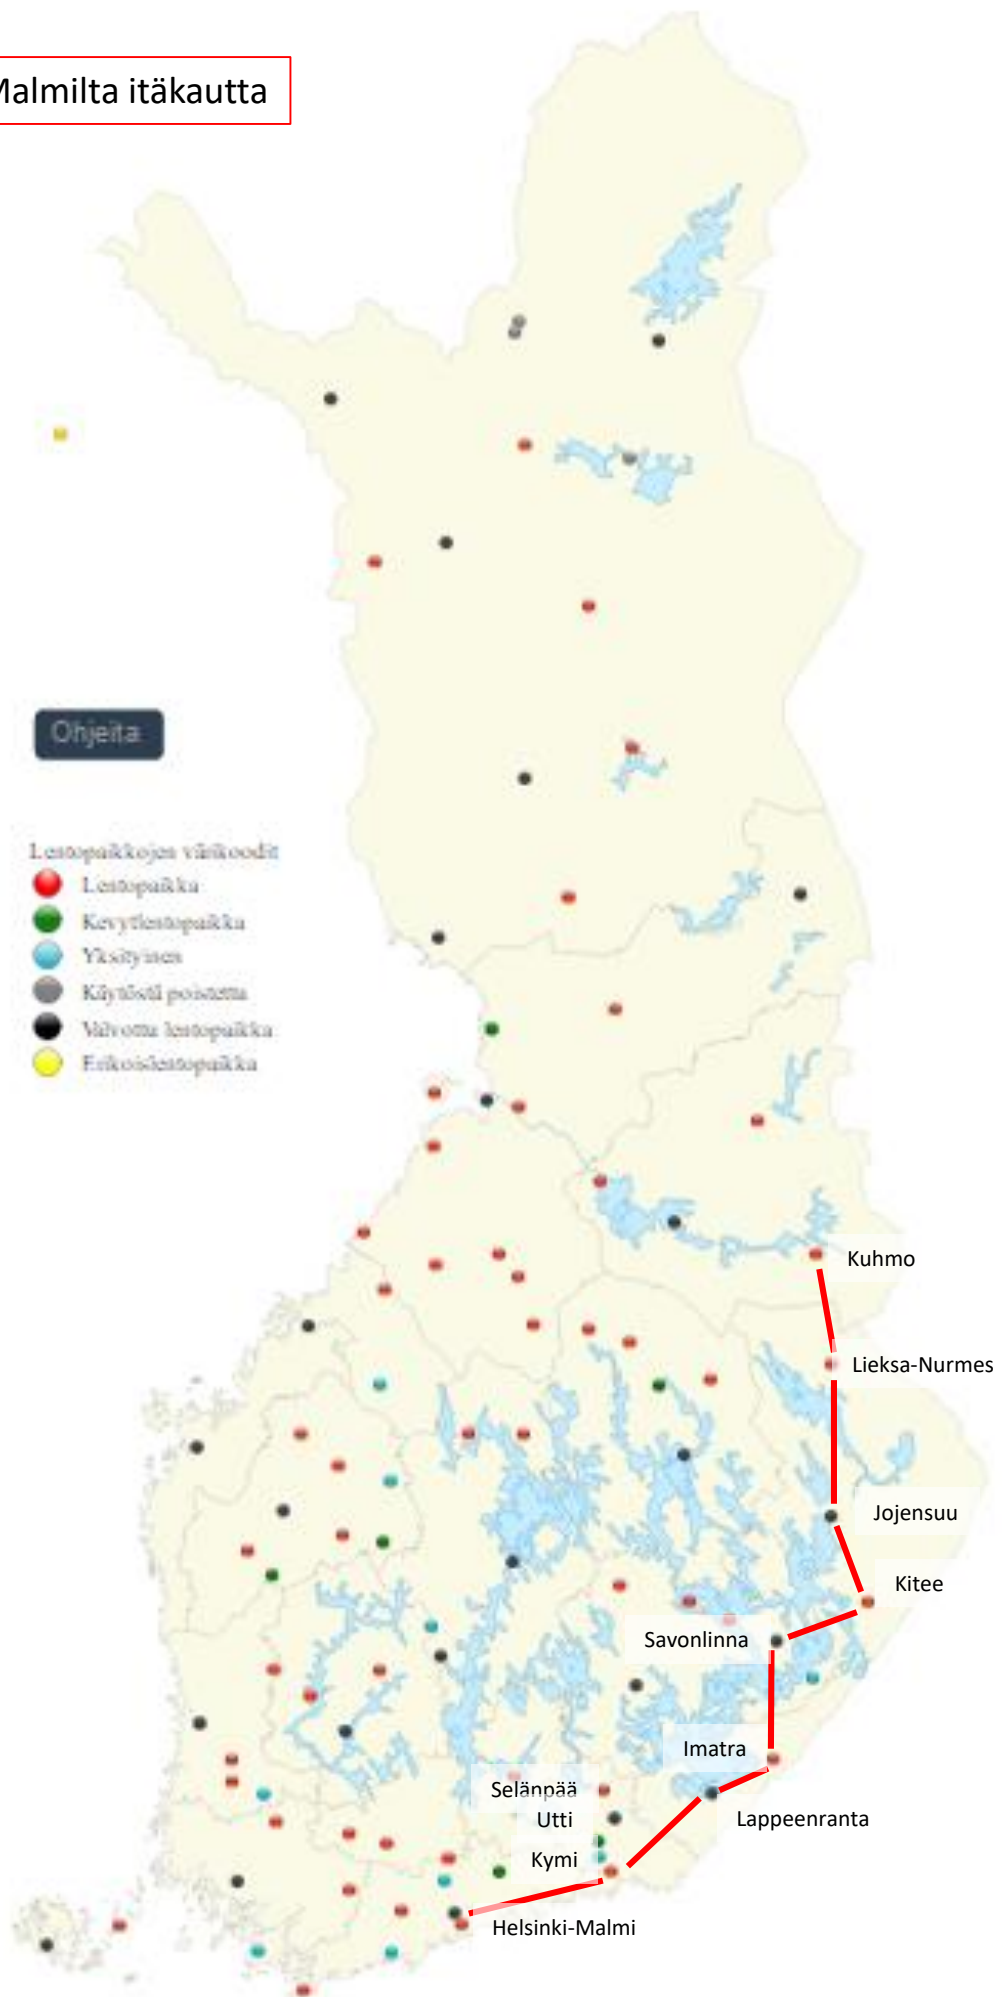 Malmilta itäkautta
Ohjeita
Lentopaikkojen värikoodit
Lentopaikka
Kevytlentopaikka
Yksityinen
Käytöstä poistettu
Valvottu lentopaikka
Erikoislentopaikka
Kuhmo
Lieksa-Nurmes
Jojensuu
Kitee
Savonlinna
Imatra
Selänpää
Utti
Lappeenranta
Kymi
Helsinki-Malmi